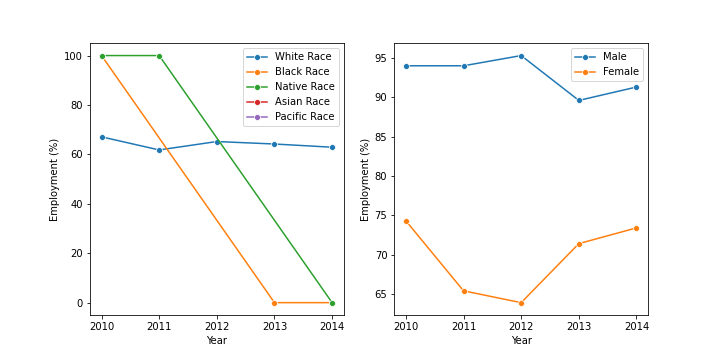 100
80
60
40
20
0
Employment (%)
2010 2011 2012 2013 2014
Year
White Race
Black Race
Native Race
Asian Race
Pacific Race
95
90
85
80
75
70
65
Employment (%)
2010 2011 2012 2013 2014
Year
Male
Female